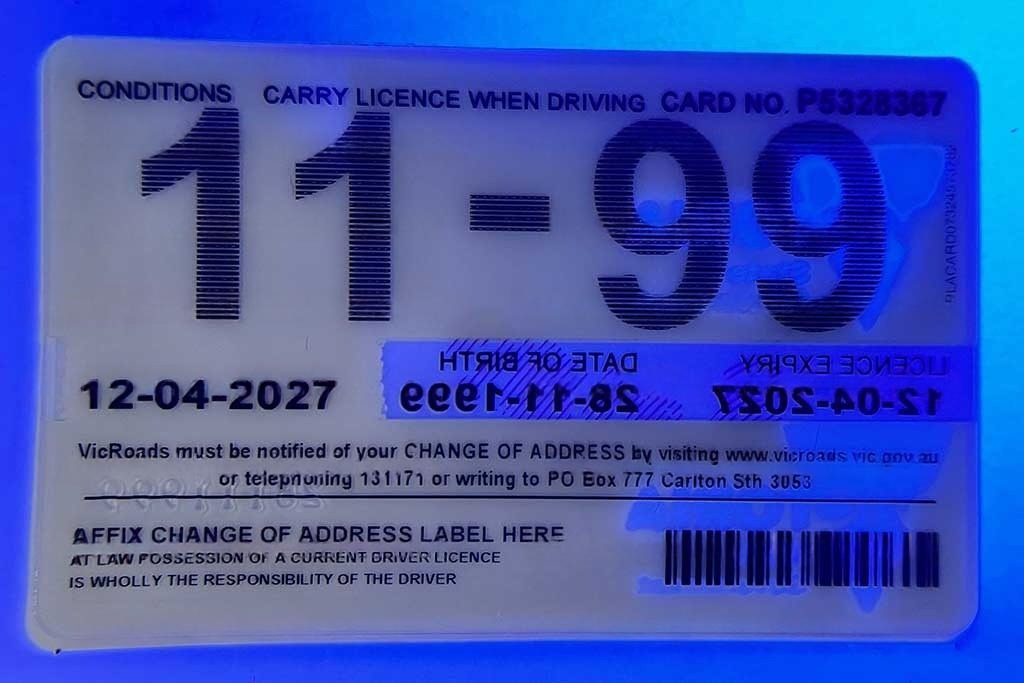 CONDITIONS CARRY LICENCE WHEN DRIVING CARD NO. P5328367
11-99
LICENCE EXPIRY DATE OF BIRTH
12-04-2027 28-11-1999
12-04-2027
VicRoads must be notified of your CHANGE OF ADDRESS by visiting www.vicroads.vic.gov.au
or telephoning 131171 or writing to PO Box 777 Carlton Sth 3053
28111999
AFFIX CHANGE OF ADDRESS LABEL HERE
AT LAW POSSESSION OF A CURRENT DRIVER LICENCE
IS WHOLLY THE RESPONSIBILITY OF THE DRIVER